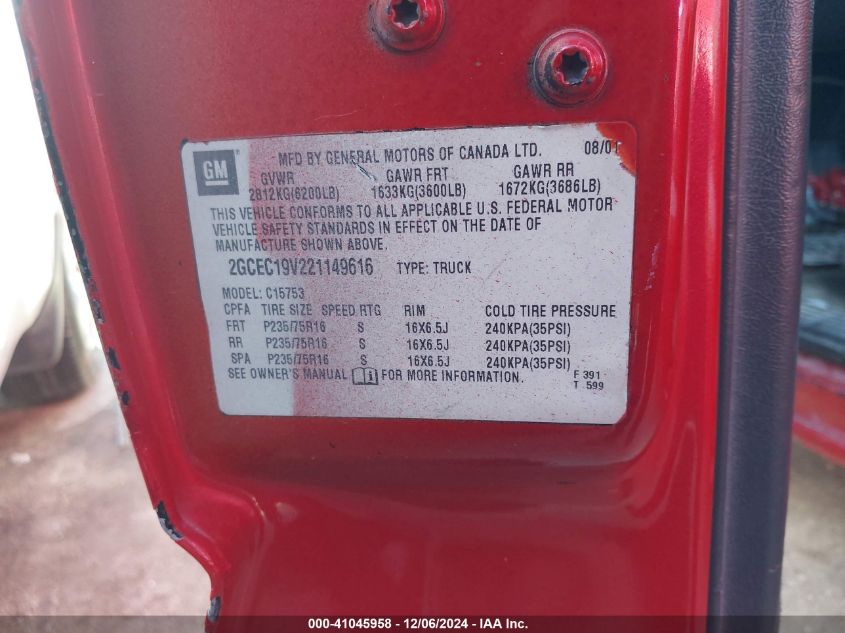 GM
MFD BY GENERAL MOTORS OF CANADA LTD. 08/01
GVWR GAWR FRT GAWR RR
2812KG(6200LB) 1633KG(3600LB) 1672KG(3686LB)
THIS VEHICLE CONFORMS TO ALL APPLICABLE U.S. FEDERAL MOTOR
VEHICLE SAFETY STANDARDS IN EFFECT ON THE DATE OF
MANUFACTURE SHOWN ABOVE.
2GCEC19V221149616 TYPE: TRUCK
MODEL: C15753
CPFA TIRE SIZE SPEED RTG RIM COLD TIRE PRESSURE
FRT P235/75R16 S 16X6.5J 240KPA(35PSI)
RR P235/75R16 S 16X6.5J 240KPA(35PSI)
SPA P235/75R16 S 16X6.5J 240KPA(35PSI)
SEE OWNER'S MANUAL FOR MORE INFORMATION.
F 391
T 599
000-41045958 - 12/06/2024 - IAA Inc.